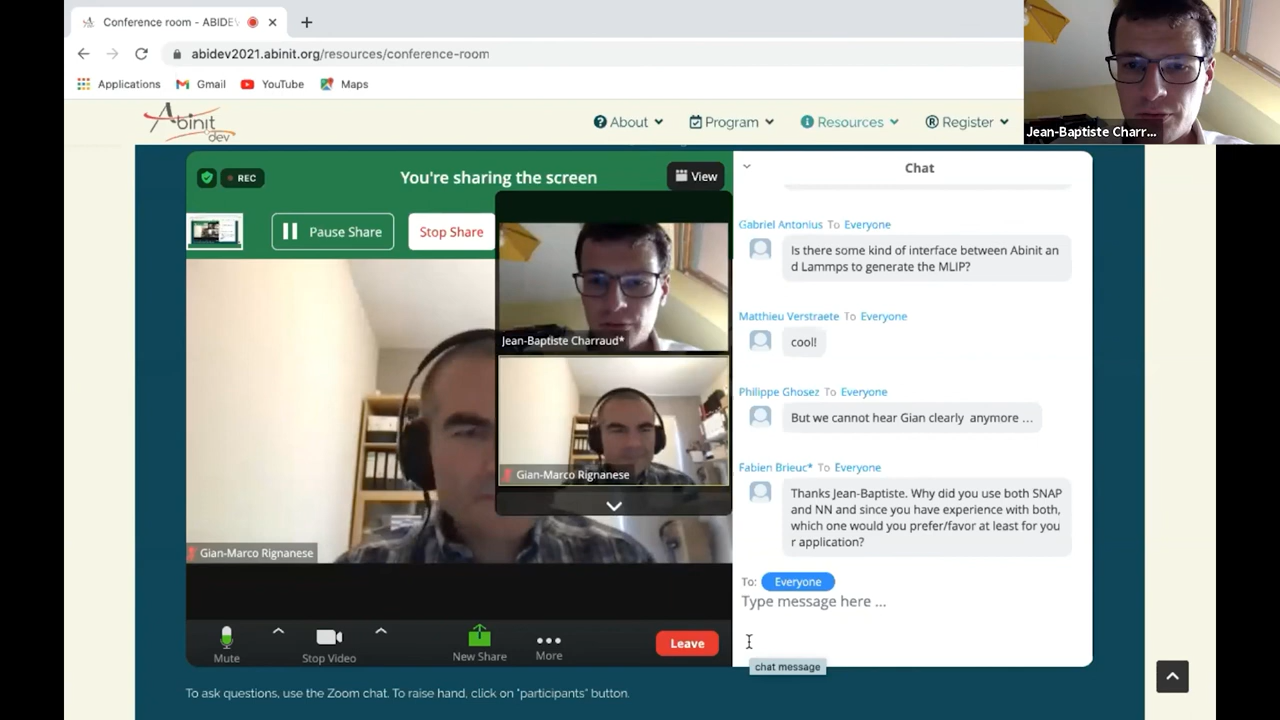 Conference room - ABIDEV
abidev2021.abinit.org/resources/conference-room
Applications Gmail YouTube Maps
Jean-Baptiste Charr...
Abinit
dev
About Program Resources Register
REC
You're sharing the screen
View
Pause Share
Stop Share
Jean-Baptiste Charraud*
Gian-Marco Rignanese
Gian-Marco Rignanese
Mute
Stop Video
New Share
More
Leave
Chat
Gabriel Antonius To Everyone
Is there some kind of interface between Abinit an
d Lammps to generate the MLIP?
Matthieu Verstraete To Everyone
cool!
Philippe Ghosez To Everyone
But we cannot hear Gian clearly anymore ...
Fabien Brieuc* To Everyone
Thanks Jean-Baptiste. Why did you use both SNAP
and NN and since you have experience with both,
which one would you prefer/favor at least for you
r application?
To: Everyone
Type message here ...
chat message
To ask questions, use the Zoom chat. To raise hand, click on "participants" button.